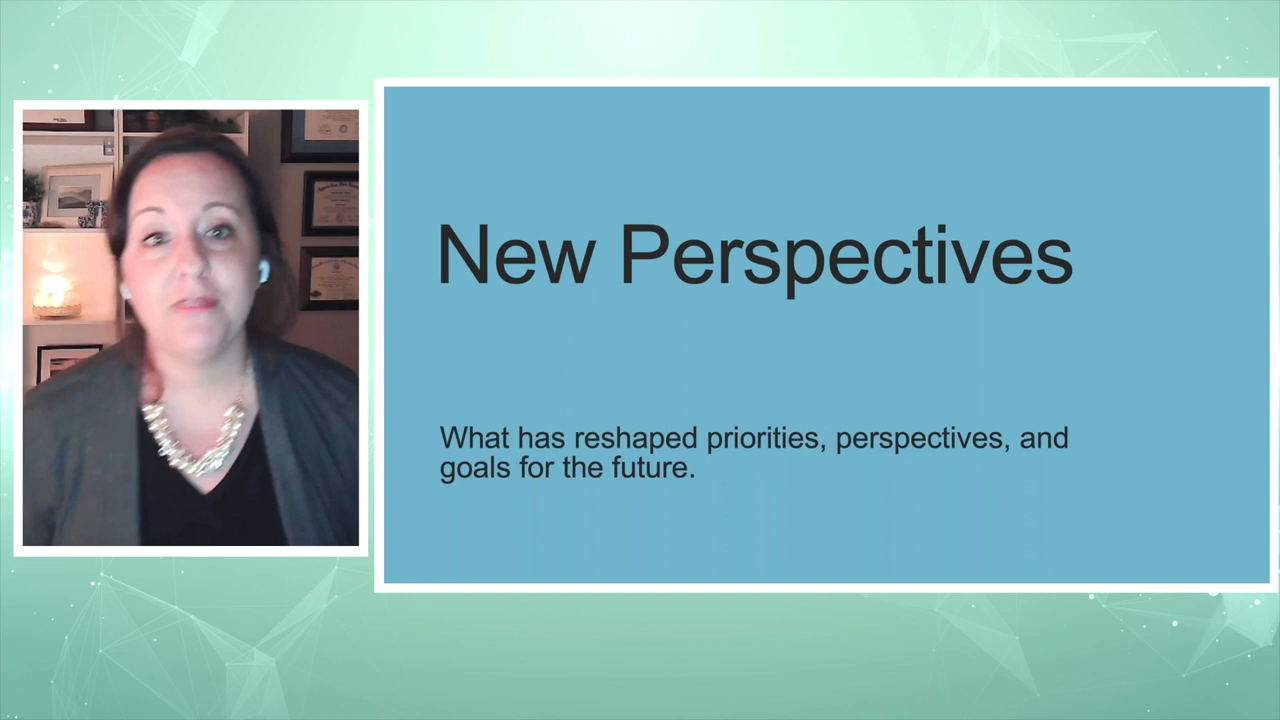 New Perspectives
What has reshaped priorities, perspectives, and
goals for the future.